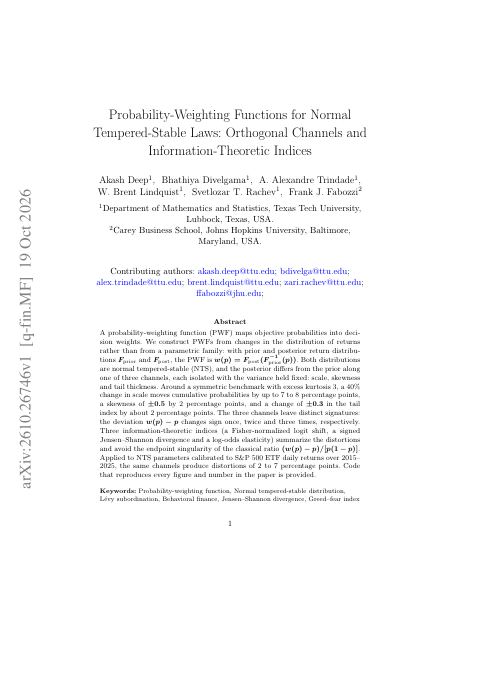 Probability-Weighting Functions for Normal
Tempered-Stable Laws: Orthogonal Channels and
Information-Theoretic Indices
Akash Deep¹, Bhathiya Divelgama¹, A. Alexandre Trindade¹,
W. Brent Lindquist¹, Svetlozar T. Rachev¹, Frank J. Fabozzi²
¹Department of Mathematics and Statistics, Texas Tech University,
Lubbock, Texas, USA.
²Carey Business School, Johns Hopkins University, Baltimore,
Maryland, USA.
Contributing authors: akash.deep@ttu.edu; bdivelga@ttu.edu;
alex.trindade@ttu.edu; brent.lindquist@ttu.edu; zari.rachev@ttu.edu;
ffabozz1@jhu.edu;
Abstract
A probability-weighting function (PWF) maps objective probabilities into deci-
sion weights. We construct PWFs from changes in the distribution of returns
rather than from a parametric family: with prior and posterior return distribu-
tions F_prior and F_post, the PWF is w(p) = F_post(F_prior^{-1}(p)). Both distributions
are normal tempered-stable (NTS), and the posterior differs from the prior along
one of three channels, each isolated with the variance held fixed: scale, skewness
and tail thickness. Around a symmetric benchmark with excess kurtosis 3, a 40%
change in scale moves cumulative probabilities by up to 7 to 8 percentage points,
a skewness of ±0.5 by 2 percentage points, and a change of ±0.3 in the tail
index by about 2 percentage points. The three channels leave distinct signatures:
the deviation w(p) − p changes sign once, twice and three times, respectively.
Three information-theoretic indices (a Fisher-normalized logit shift, a signed
Jensen–Shannon divergence and a log-odds elasticity) summarize the distortions
and avoid the endpoint singularity of the classical ratio (w(p) − p)/[p(1 − p)].
Applied to NTS parameters calibrated to S&P 500 ETF daily returns over 2015–
2025, the same channels produce distortions of 2 to 7 percentage points. Code
that reproduces every figure and number in the paper is provided.
Keywords: Probability-weighting function, Normal tempered-stable distribution,
Lévy subordination, Behavioral finance, Jensen–Shannon divergence, Greed–fear index
1
arXiv:2610.26746v1 [q-fin.MF] 19 Oct 2026